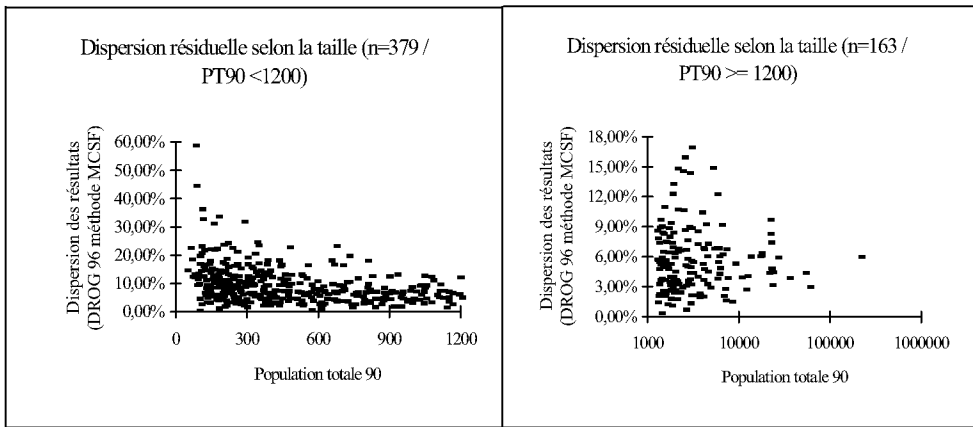 Dispersion résiduelle selon la taille (n=379 /
PT90 <1200)
Dispersion des résultats
(DROG 96 méthode MCSF)
60,00%
50,00%
40,00%
30,00%
20,00%
10,00%
0,00%
0 300 600 900 1200
Population totale 90
Dispersion résiduelle selon la taille (n=163 /
PT90 >= 1200)
Dispersion des résultats
(DROG 96 méthode MCSF)
18,00%
15,00%
12,00%
9,00%
6,00%
3,00%
0,00%
1000 10000 100000 1000000
Population totale 90